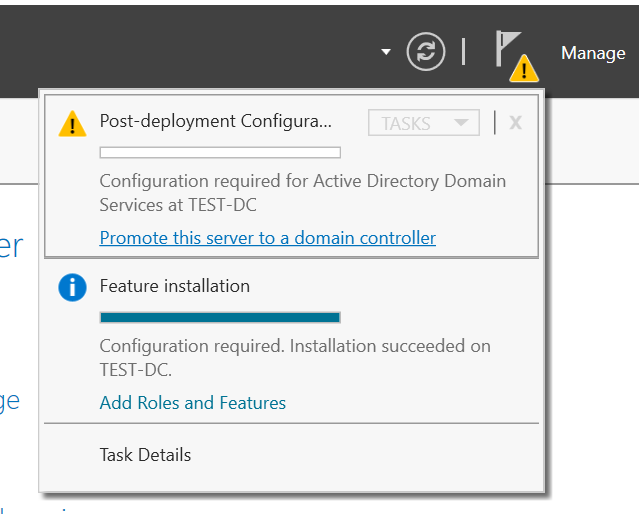 Manage
Post-deployment Configura...
TASKS
X
Configuration required for Active Directory Domain
Services at TEST-DC
Promote this server to a domain controller
er
Feature installation
Configuration required. Installation succeeded on
TEST-DC.
ge
Add Roles and Features
Task Details